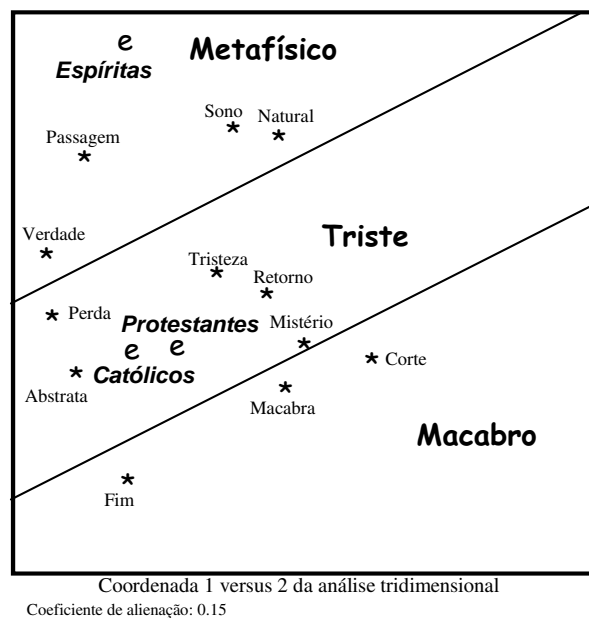 e
Metafísico
Espíritas
Sono
Natural
Passagem
*
*
*
Verdade
*
Triste
Tristeza
*
Retorno
*
Perda
*
Protestantes
Mistério
*
e
e
Católicos
Corte
*
Abstrata
*
Macabra
*
Macabro
Fim
*
Coordenada 1 versus 2 da análise tridimensional
Coeficiente de alienação: 0.15